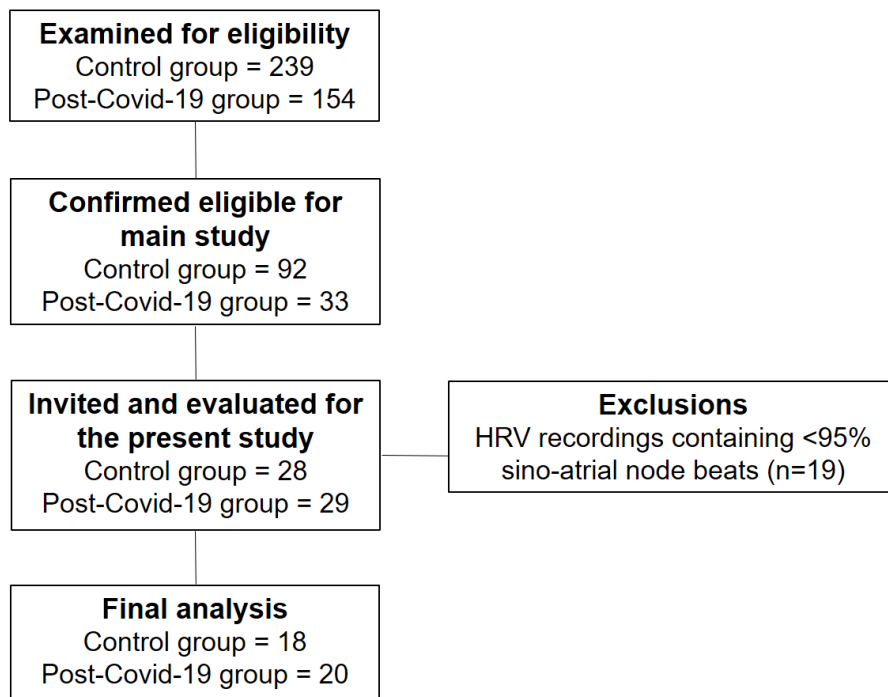 Examined for eligibility
Control group = 239
Post-Covid-19 group = 154
Confirmed eligible for
main study
Control group = 92
Post-Covid-19 group = 33
Invited and evaluated for
the present study
Control group = 28
Post-Covid-19 group = 29
Exclusions
HRV recordings containing <95%
sino-atrial node beats (n=19)
Final analysis
Control group = 18
Post-Covid-19 group = 20